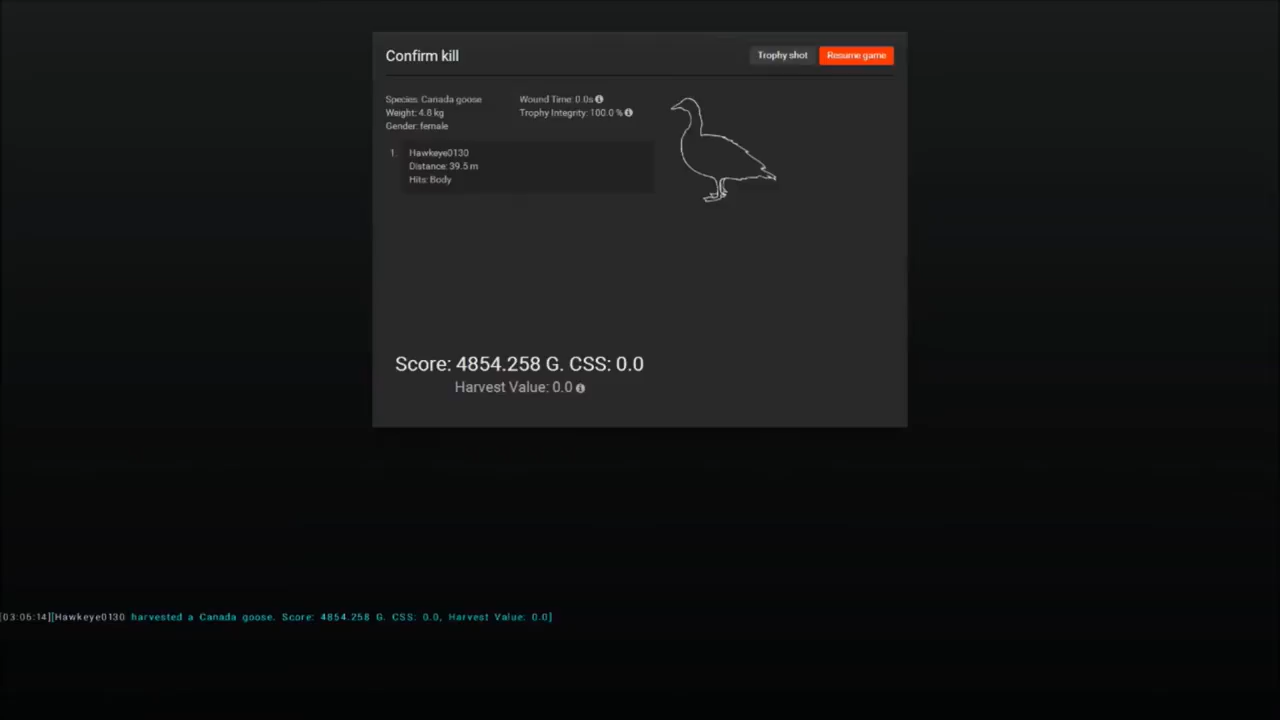 Confirm kill
Trophy shot
Resume game
Species: Canada goose
Weight: 4.8 kg
Gender: female
Wound Time: 0.0s
Trophy Integrity: 100.0 %
1. Hawkeye0130
Distance: 39.5 m
Hits: Body
Score: 4854.258 G. CSS: 0.0
Harvest Value: 0.0
[03:06:14][Hawkeye0130 harvested a Canada goose. Score: 4854.258 G. CSS: 0.0, Harvest Value: 0.0]